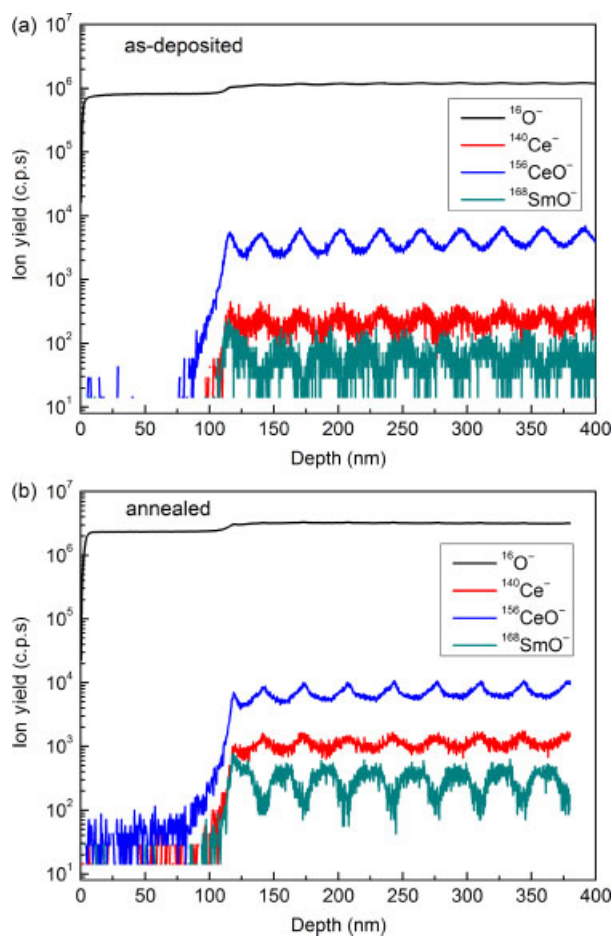 (a)
as-deposited
10⁷
10⁶
10⁵
10⁴
10³
10²
10¹
Ion yield (c.p.s)
¹⁶O⁻
¹⁴⁰Ce⁻
¹⁵⁶CeO⁻
¹⁶⁸SmO⁻
0 50 100 150 200 250 300 350 400
Depth (nm)
(b)
annealed
10⁷
10⁶
10⁵
10⁴
10³
10²
10¹
Ion yield (c.p.s)
¹⁶O⁻
¹⁴⁰Ce⁻
¹⁵⁶CeO⁻
¹⁶⁸SmO⁻
0 50 100 150 200 250 300 350 400
Depth (nm)